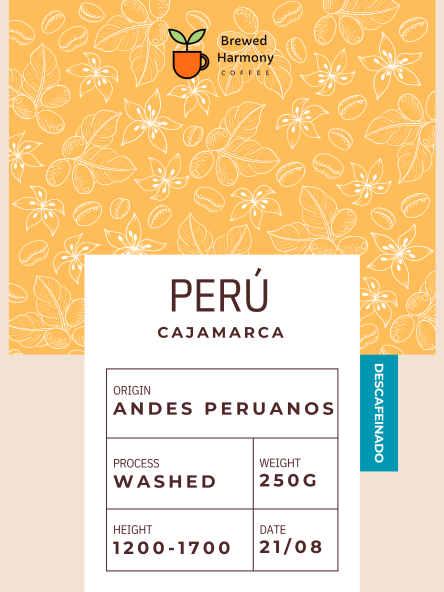 Brewed
Harmony
COFFEE
PERÚ
CAJAMARCA
DESCAFEINADO
ORIGIN
ANDES PERUANOS
PROCESS
WASHED
WEIGHT
250G
HEIGHT
1200-1700
DATE
21/08